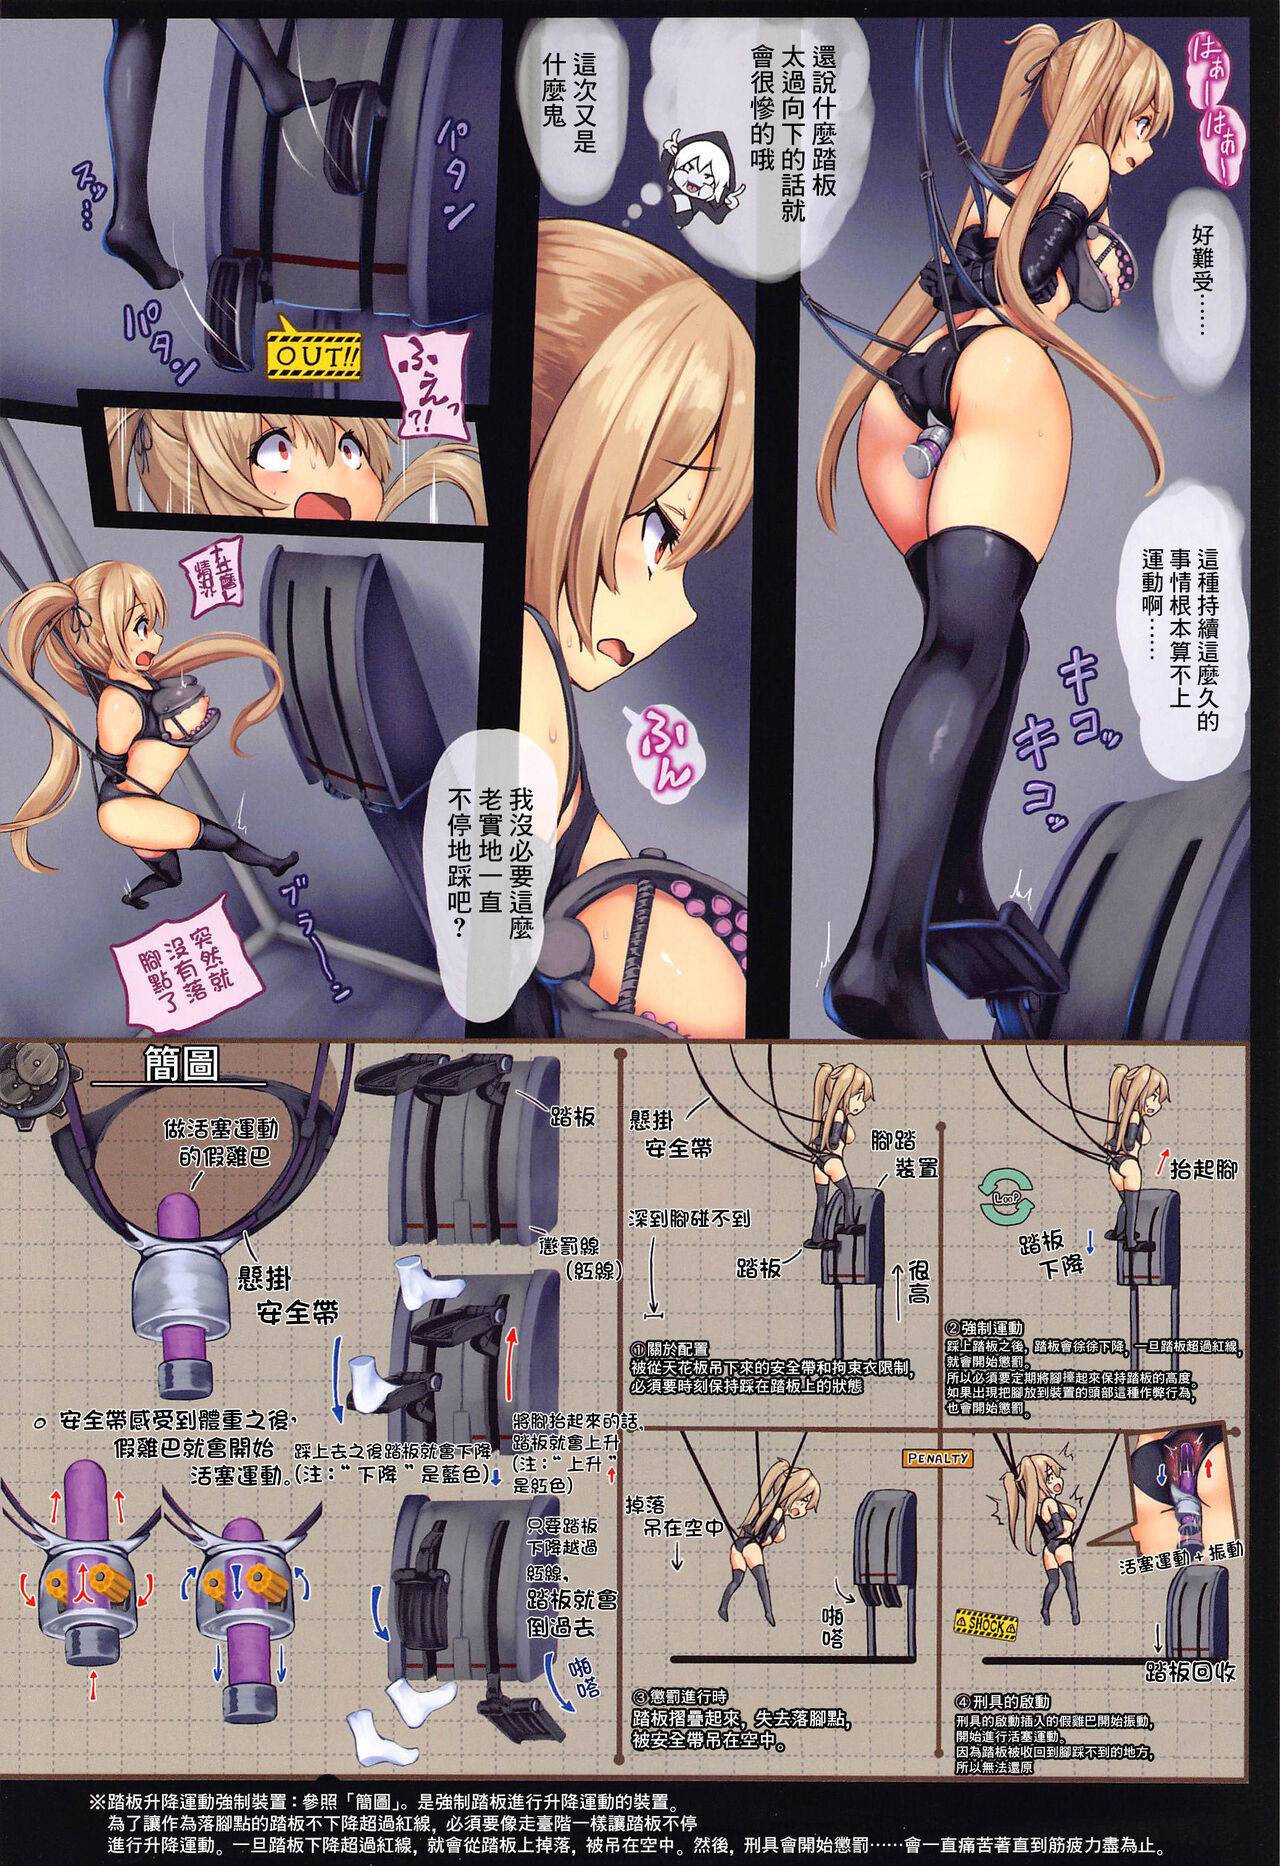 はぁーはぁー
好難受……
這種持續這麼久的
事情根本算不上
運動啊……
キコッ
キコッ
還說什麼踏板
太過向下的話就
會很慘的哦
這次又是
什麼鬼
ふん
我沒必要這麼
老實地一直
不停地踩吧？
パタン
スッ…
パタン
OUT!!
ふえっ?!
什麼
情況
ブラーン
突然就
沒有落
腳點了
簡圖
做活塞運動
的假雞巴
懸掛
安全帶
安全帶感受到體重之後，
假雞巴就會開始
活塞運動。
踏板
懲罰線
(紅線)
踩上去之後踏板就會下降
(注：“下降”是藍色)
將腳抬起來的話，
踏板就會上升
(注：“上升”
是紅色)
只要踏板
下降越過
紅線，
踏板就會
倒過去
啪嗒
懸掛
安全帶
腳踏
裝置
深到腳碰不到
踏板
很高
①關於配置
被從天花板吊下來的安全帶和拘束衣限制，
必須要時刻保持踩在踏板上的狀態
LOOP
抬起腳
踏板
下降
②強制運動
踩上踏板之後，踏板會徐徐下降，一旦踏板超過紅線，
就會開始懲罰。
所以必須要定期將腳擡起來保持踏板的高度。
如果出現把腳放到裝置的頭部這種作弊行為，
也會開始懲罰。
PENALTY
掉落
吊在空中
啪嗒
③懲罰進行時
踏板摺疊起來，失去落腳點，
被安全帶吊在空中。
活塞運動+振動
SHOCK
踏板回收
④刑具的啟動
刑具的啟動插入的假雞巴開始振動，
開始進行活塞運動。
因為踏板被收回到腳踩不到的地方，
所以無法還原
※踏板升降運動強制裝置：參照「簡圖」。是強制踏板進行升降運動的裝置。
為了讓作為落腳點的踏板不下降超過紅線，必須要像走臺階一樣讓踏板不停
進行升降運動。一旦踏板下降超過紅線，就會從踏板上掉落，被吊在空中。然後，刑具會開始懲罰……會一直痛苦著直到筋疲力盡為止。